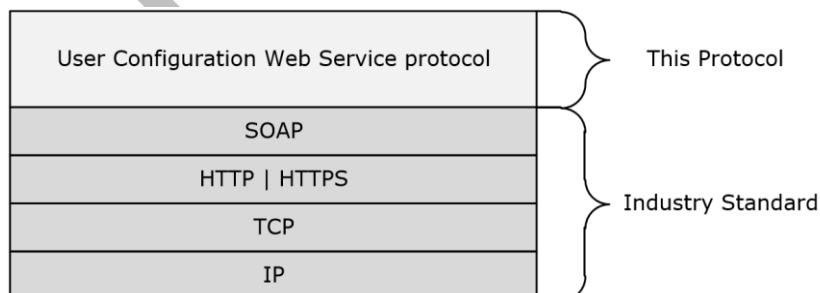 User Configuration Web Service protocol
This Protocol
SOAP
HTTP | HTTPS
Industry Standard
TCP
IP